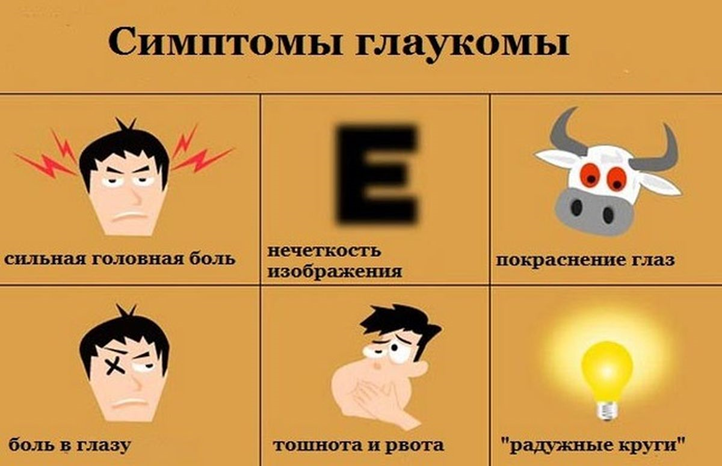 Симптомы глаукомы
сильная головная боль
нечеткость
изображения
покраснение глаз
боль в глазу
тошнота и рвота
"радужные круги"